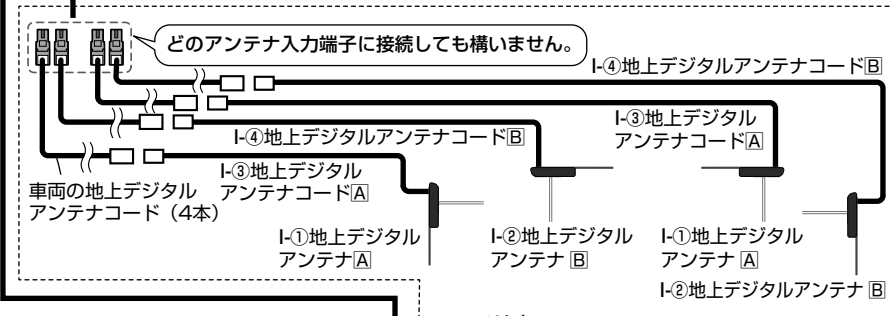 どのアンテナ入力端子に接続しても構いません。
I-④地上デジタルアンテナコードB
I-③地上デジタル
アンテナコードA
I-④地上デジタルアンテナコードB
I-③地上デジタル
アンテナコードA
車両の地上デジタル
アンテナコード（4本）
I-①地上デジタル
アンテナA
I-②地上デジタル
アンテナ B
I-①地上デジタル
アンテナ A
I-②地上デジタルアンテナ B